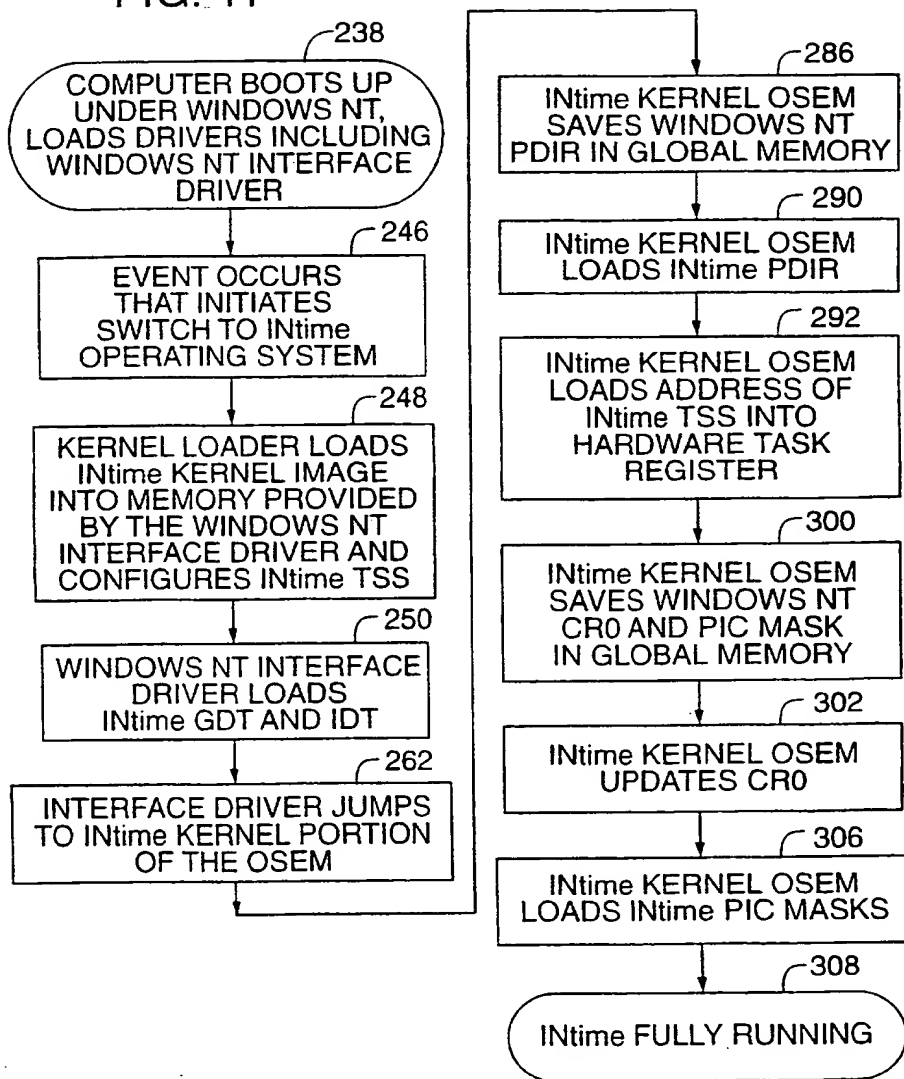 238
COMPUTER BOOTS UP
UNDER WINDOWS NT,
LOADS DRIVERS INCLUDING
WINDOWS NT INTERFACE
DRIVER
246
EVENT OCCURS
THAT INITIATES
SWITCH TO INtime
OPERATING SYSTEM
248
KERNEL LOADER LOADS
INtime KERNEL IMAGE
INTO MEMORY PROVIDED
BY THE WINDOWS NT
INTERFACE DRIVER AND
CONFIGURES INtime TSS
250
WINDOWS NT INTERFACE
DRIVER LOADS
INtime GDT AND IDT
262
INTERFACE DRIVER JUMPS
TO INtime KERNEL PORTION
OF THE OSEM
286
INtime KERNEL OSEM
SAVES WINDOWS NT
PDIR IN GLOBAL MEMORY
290
INtime KERNEL OSEM
LOADS INtime PDIR
292
INtime KERNEL OSEM
LOADS ADDRESS OF
INtime TSS INTO
HARDWARE TASK
REGISTER
300
INtime KERNEL OSEM
SAVES WINDOWS NT
CR0 AND PIC MASK
IN GLOBAL MEMORY
302
INtime KERNEL OSEM
UPDATES CR0
306
INtime KERNEL OSEM
LOADS INtime PIC MASKS
308
INtime FULLY RUNNING